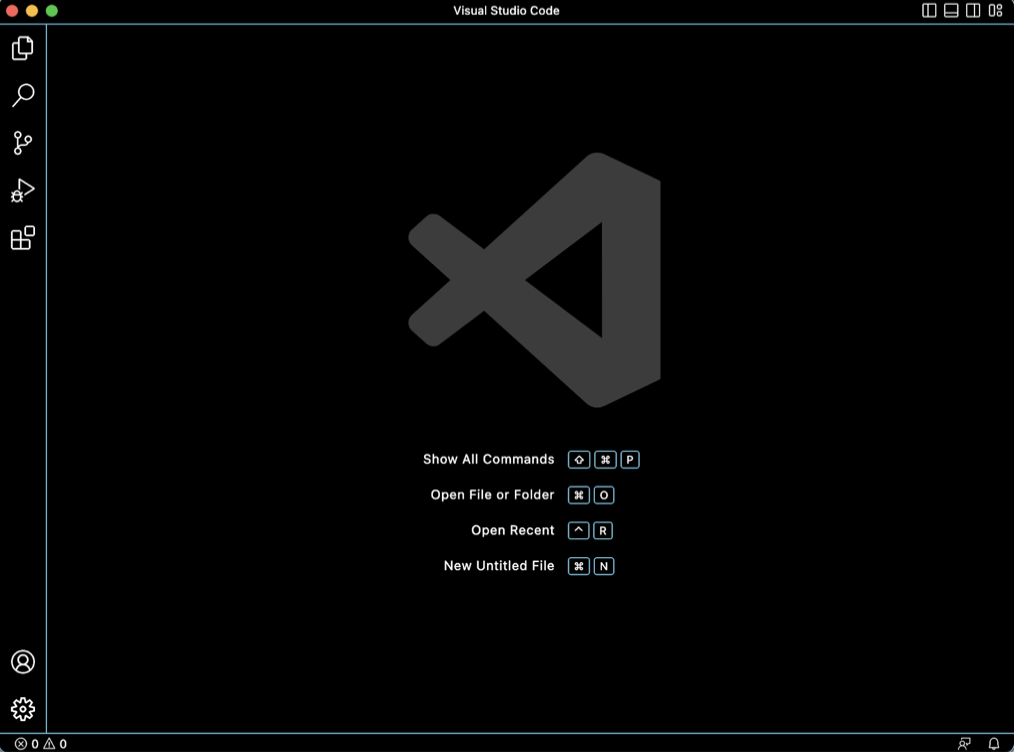 Visual Studio Code
Show All Commands ⇧ ⌘ P
Open File or Folder ⌘ O
Open Recent ^ R
New Untitled File ⌘ N
0 0